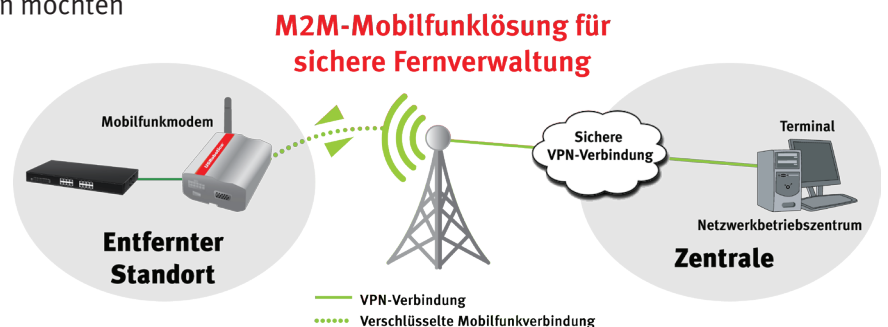 n möchten
M2M-Mobilfunklösung für
sichere Fernverwaltung
Mobilfunkmodem
Entfernter
Standort
Sichere
VPN-Verbindung
Terminal
Netzwerkbetriebszentrum
Zentrale
VPN-Verbindung
Verschlüsselte Mobilfunkverbindung